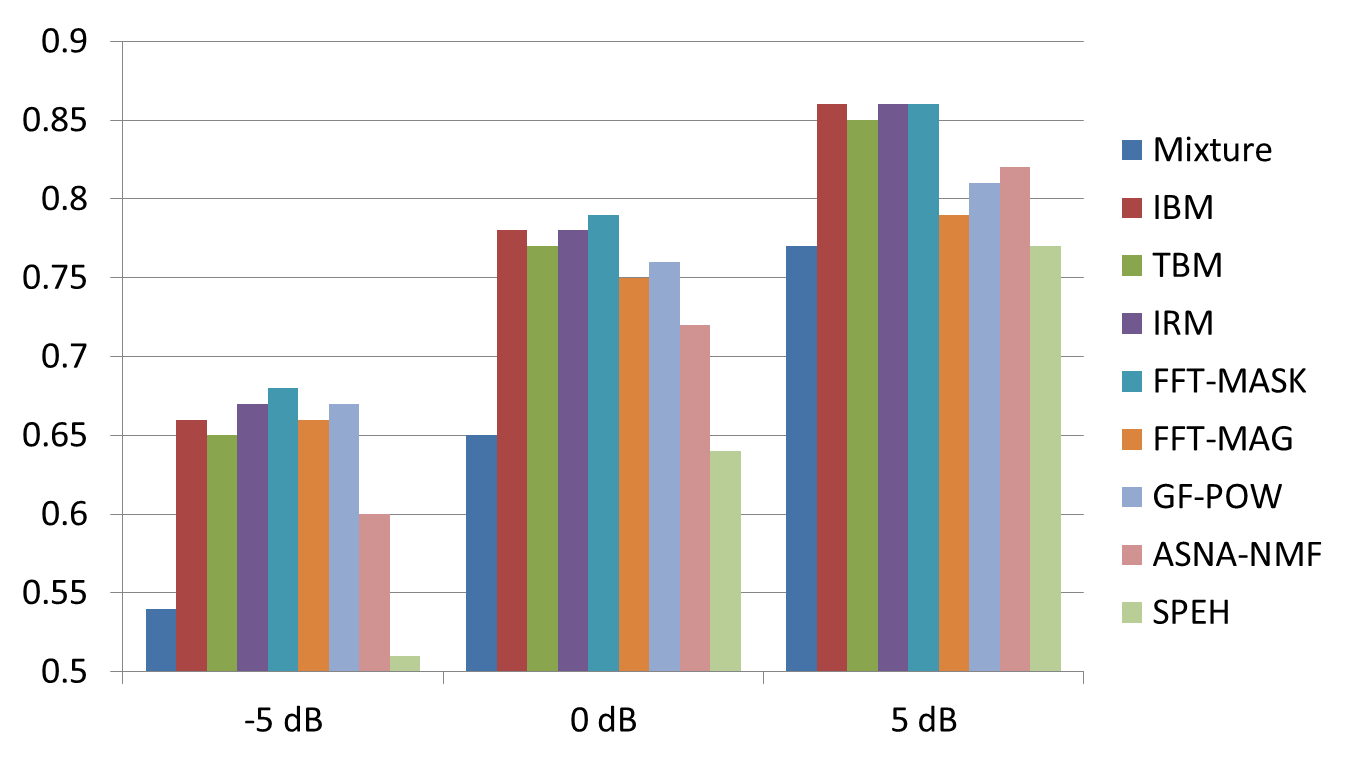 0.9
0.85
0.8
0.75
0.7
0.65
0.6
0.55
0.5
-5 dB
0 dB
5 dB
Mixture
IBM
TBM
IRM
FFT-MASK
FFT-MAG
GF-POW
ASNA-NMF
SPEH